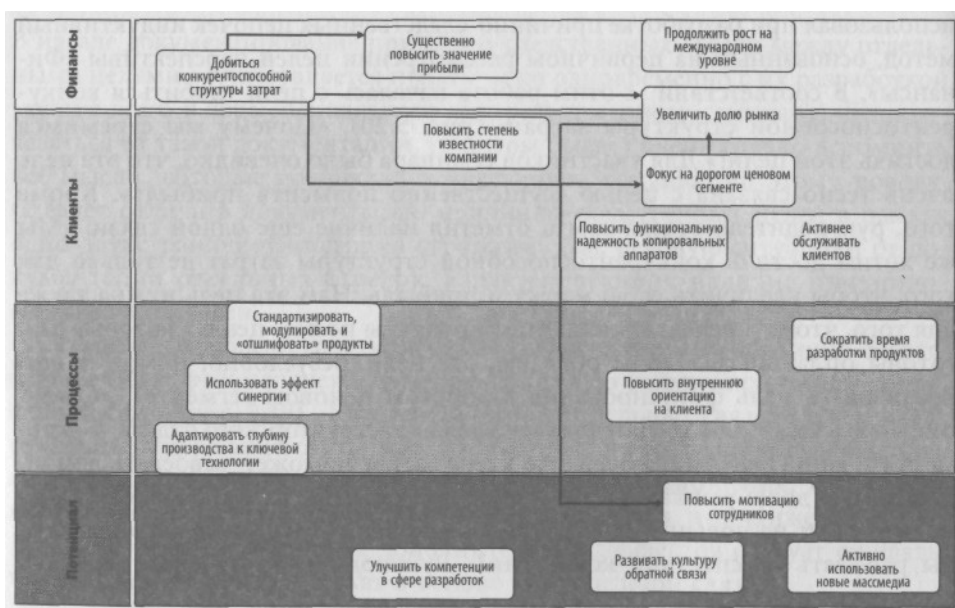 Финансы
Добиться
конкурентоспособной
структуры затрат
Существенно
повысить значение
прибыли
Продолжить рост на
международном
уровне
Клиенты
Увеличить долю рынка
Повысить степень
известности
компании
Фокус на дорогом ценовом
сегменте
Повысить функциональную
надежность копировальных
аппаратов
Активнее
обслуживать
клиентов
Процессы
Стандартизировать,
модулировать и
«отшлифовать» продукты
Сократить время
разработки продуктов
Использовать эффект
синергии
Повысить внутреннюю
ориентацию
на клиента
Адаптировать глубину
производства к ключевой
технологии
Потенциал
Повысить мотивацию
сотрудников
Улучшить компетенции
в сфере разработок
Развивать культуру
обратной связи
Активно
использовать
новые массмедиа